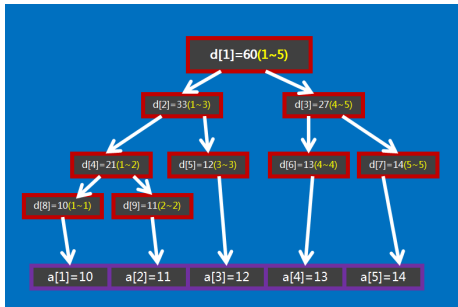 d[1]=60(1~5)
d[2]=33(1~3) d[3]=27(4~5)
d[4]=21(1~2) d[5]=12(3~3) d[6]=13(4~4) d[7]=14(5~5)
d[8]=10(1~1) d[9]=11(2~2)
a[1]=10 a[2]=11 a[3]=12 a[4]=13 a[5]=14